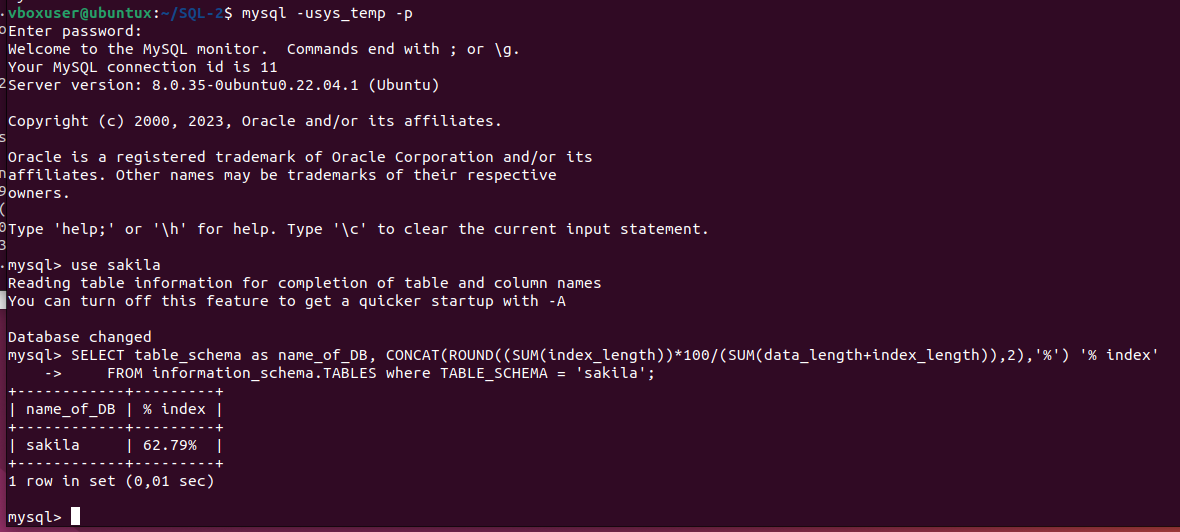 vboxuser@ubuntux:~/SQL-2$ mysql -usys_temp -p
Enter password:
Welcome to the MySQL monitor.  Commands end with ; or \g.
Your MySQL connection id is 11
Server version: 8.0.35-0ubuntu0.22.04.1 (Ubuntu)

Copyright (c) 2000, 2023, Oracle and/or its affiliates.

Oracle is a registered trademark of Oracle Corporation and/or its
affiliates. Other names may be trademarks of their respective
owners.

Type 'help;' or '\h' for help. Type '\c' to clear the current input statement.

mysql> use sakila
Reading table information for completion of table and column names
You can turn off this feature to get a quicker startup with -A

Database changed
mysql> SELECT table_schema as name_of_DB, CONCAT(ROUND((SUM(index_length))*100/(SUM(data_length+index_length)),2),'%') '% index'
    ->     FROM information_schema.TABLES where TABLE_SCHEMA = 'sakila';
+------------+---------+
| name_of_DB | % index |
+------------+---------+
| sakila     | 62.79%  |
+------------+---------+
1 row in set (0,01 sec)

mysql>